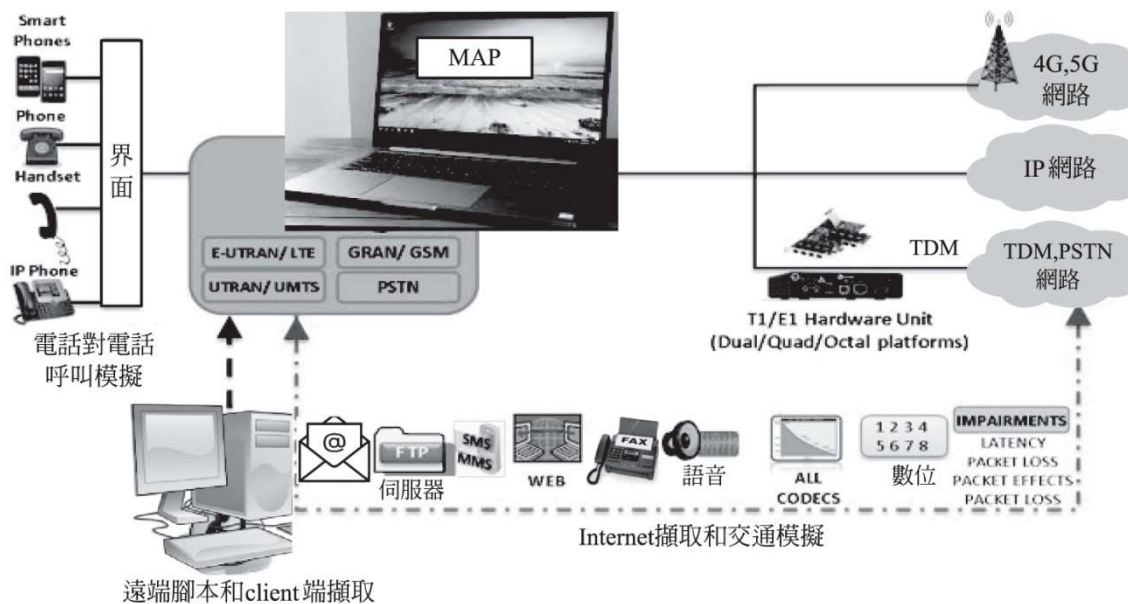 Smart
Phones
Phone
Handset
IP Phone
界
面
電話對電話
呼叫模擬
MAP
E-UTRAN/ LTE
GRAN/ GSM
UTRAN/ UMTS
PSTN
4G,5G
網路
IP 網路
TDM
TDM,PSTN
網路
T1/E1 Hardware Unit
(Dual/Quad/Octal platforms)
@
FTP
伺服器
SMS
MMS
WEB
FAX
語音
ALL
CODECS
1 2 3 4
5 6 7 8
數位
IMPAIRMENTS
LATENCY
PACKET LOSS
PACKET EFFECTS
PACKET LOSS
Internet擷取和交通模擬
遠端腳本和client 端擷取